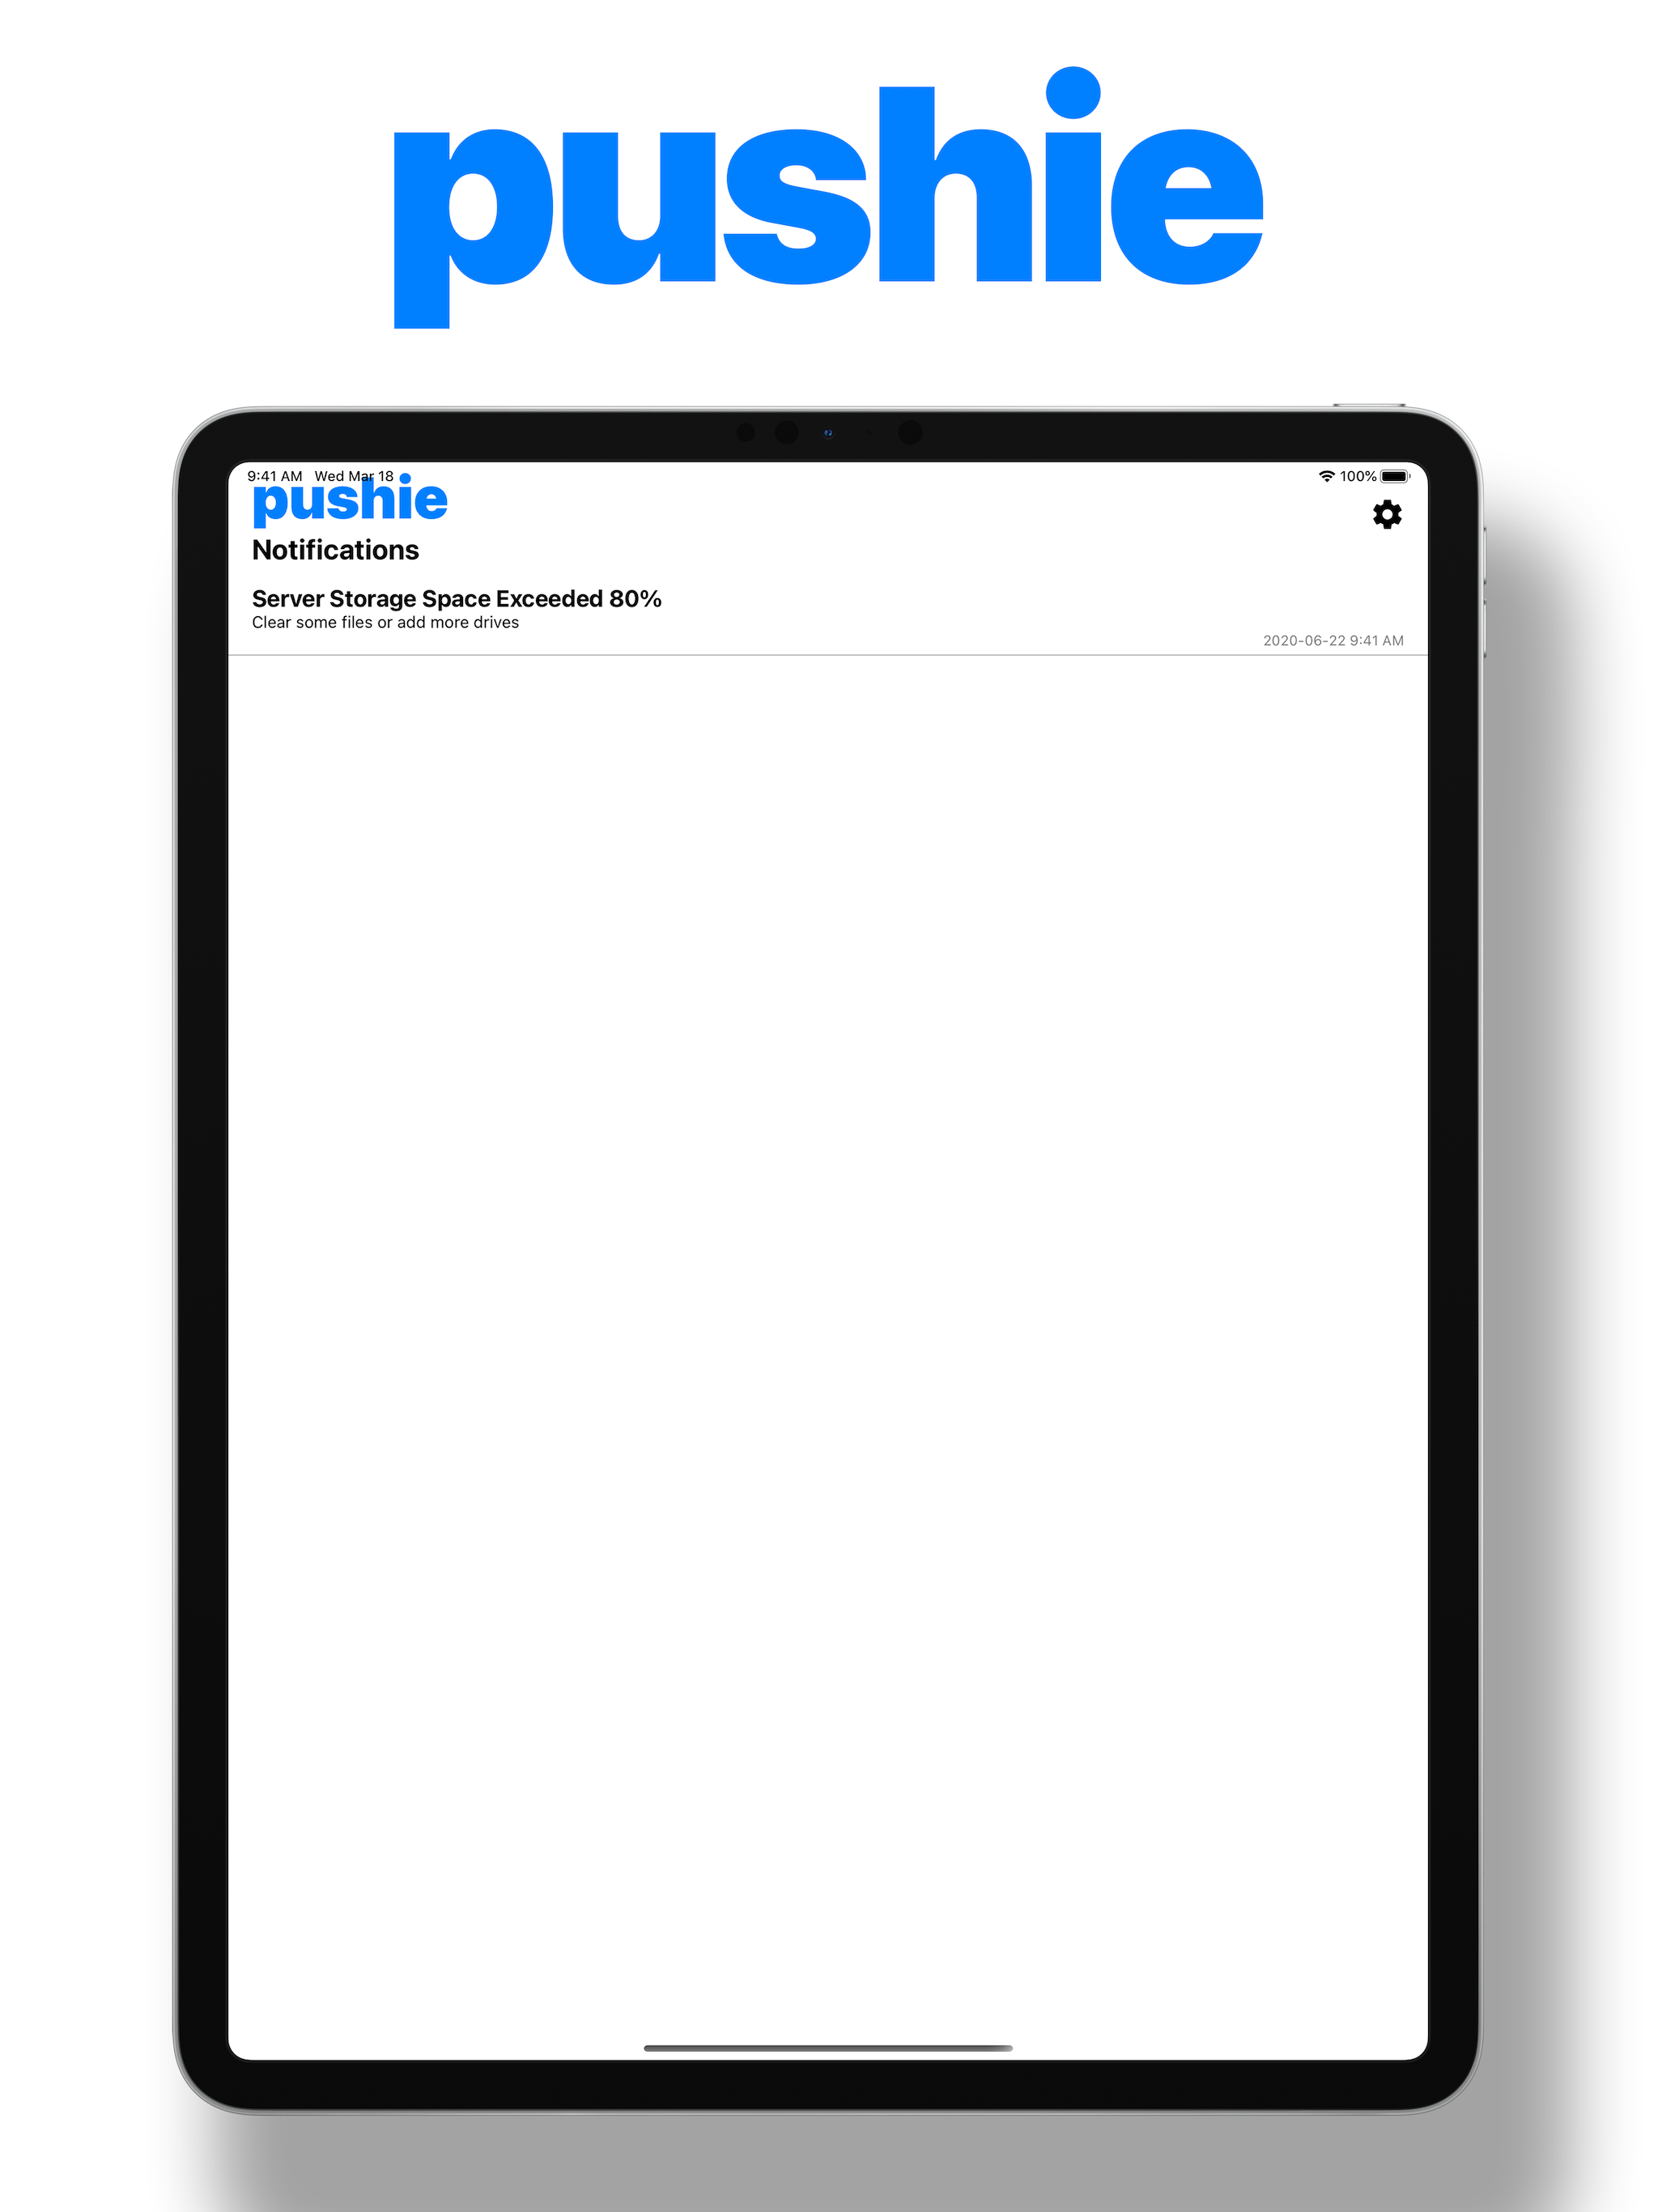 pushie
9:41 AM Wed Mar 18
100%
pushie
Notifications
Server Storage Space Exceeded 80%
Clear some files or add more drives
2020-06-22 9:41 AM